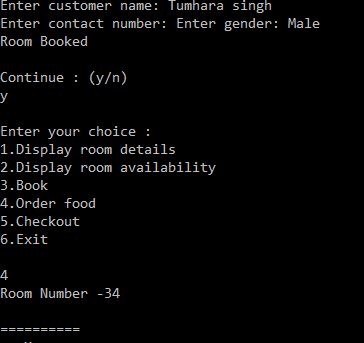 Enter customer name: Tumhara singh
Enter contact number: Enter gender: Male
Room Booked
Continue : (y/n)
y
Enter your choice :
1.Display room details
2.Display room availability
3.Book
4.Order food
5.Checkout
6.Exit
4
Room Number -34
==========